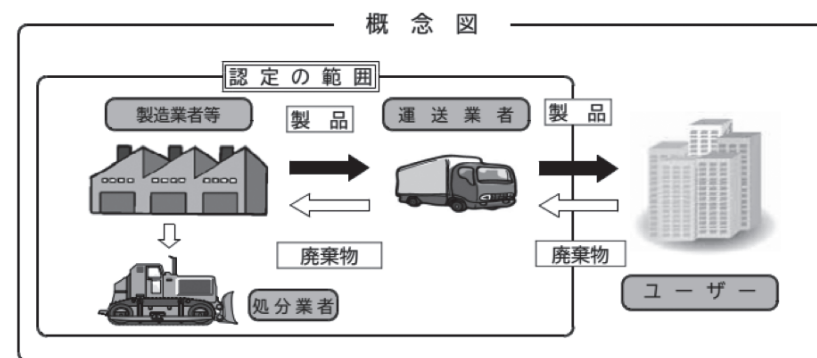 概念図
認定の範囲
製造業者等
製品
運送業者
製品
廃棄物
廃棄物
処分業者
ユーザー